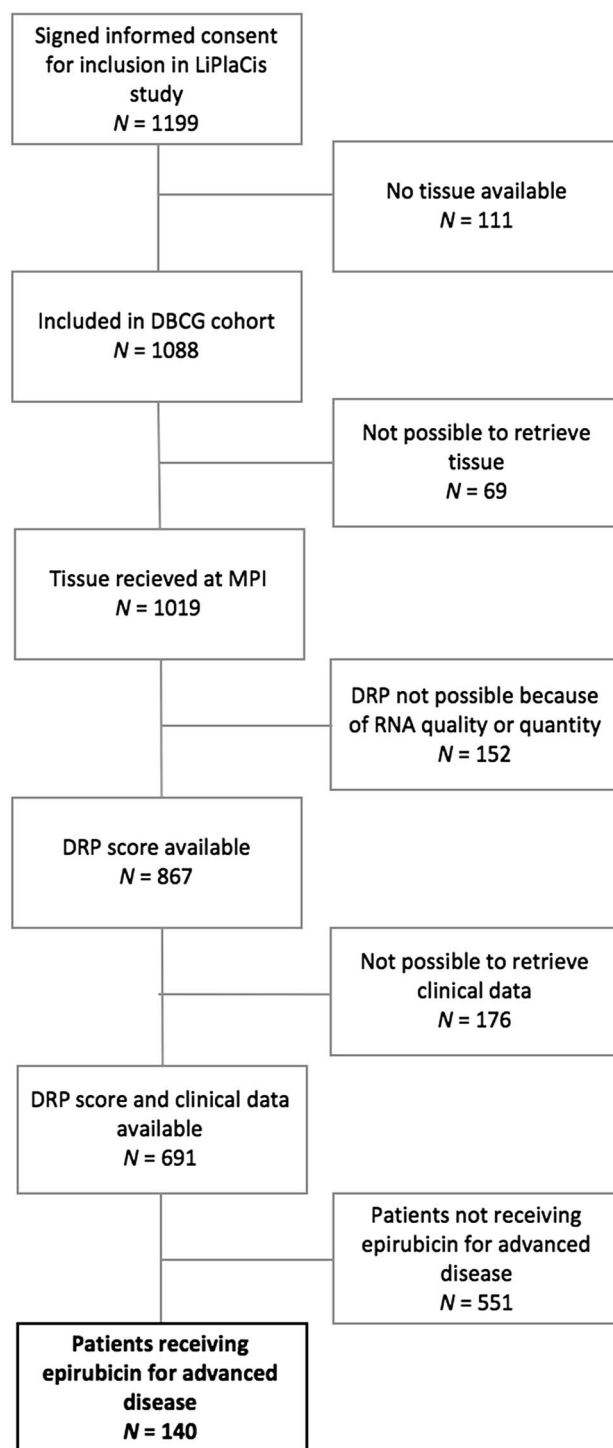 Signed informed consent
for inclusion in LiPlaCis
study
N = 1199
No tissue available
N = 111
Included in DBCG cohort
N = 1088
Not possible to retrieve
tissue
N = 69
Tissue recieved at MPI
N = 1019
DRP not possible because
of RNA quality or quantity
N = 152
DRP score available
N = 867
Not possible to retrieve
clinical data
N = 176
DRP score and clinical data
available
N = 691
Patients not receiving
epirubicin for advanced
disease
N = 551
Patients receiving
epirubicin for advanced
disease
N = 140